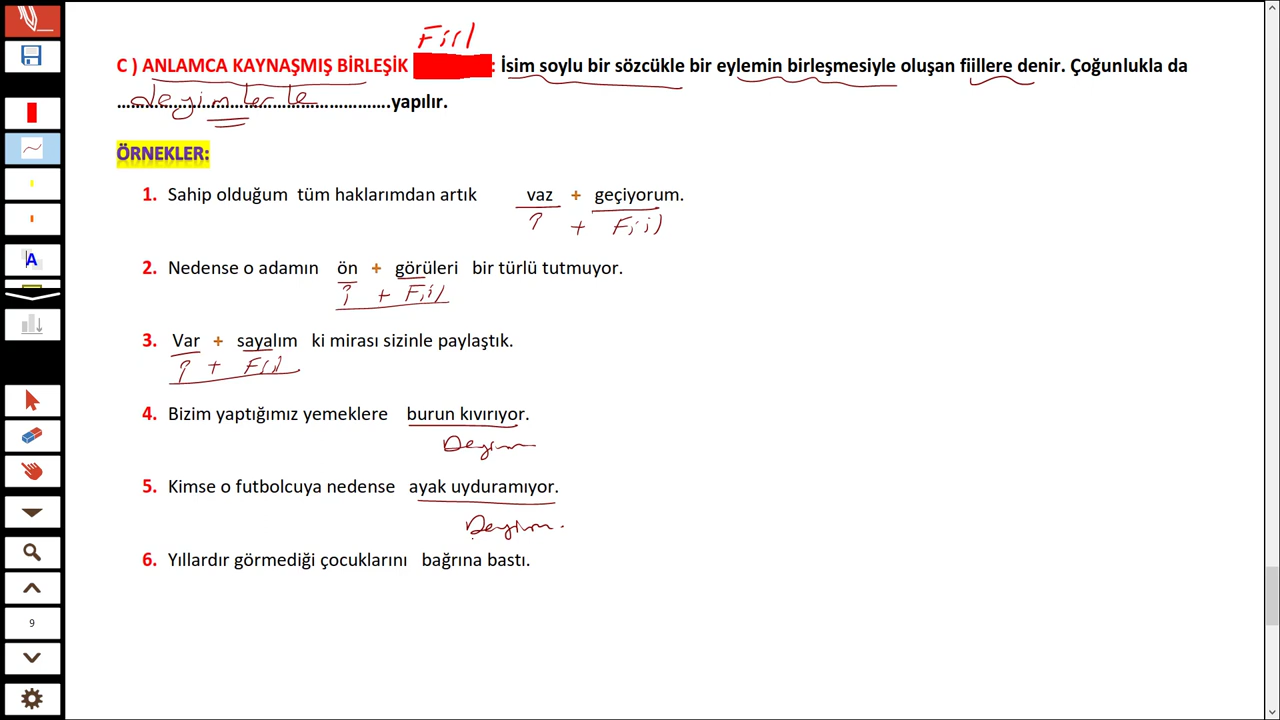 Fiil
C ) ANLAMCA KAYNAŞMIŞ BİRLEŞİK : İsim soylu bir sözcükle bir eylemin birleşmesiyle oluşan fiillere denir. Çoğunlukla da
..........deyimlerle..........yapılır.
ÖRNEKLER:
1. Sahip olduğum tüm haklarımdan artık vaz + geçiyorum.
i + Fiil
2. Nedense o adamın ön + görüleri bir türlü tutmuyor.
i + Fiil
3. Var + sayalım ki mirası sizinle paylaştık.
i + Fiil
4. Bizim yaptığımız yemeklere burun kıvırıyor.
Deyim
5. Kimse o futbolcuya nedense ayak uyduramıyor.
Deyim.
6. Yıllardır görmediği çocuklarını bağrına bastı.
A
9